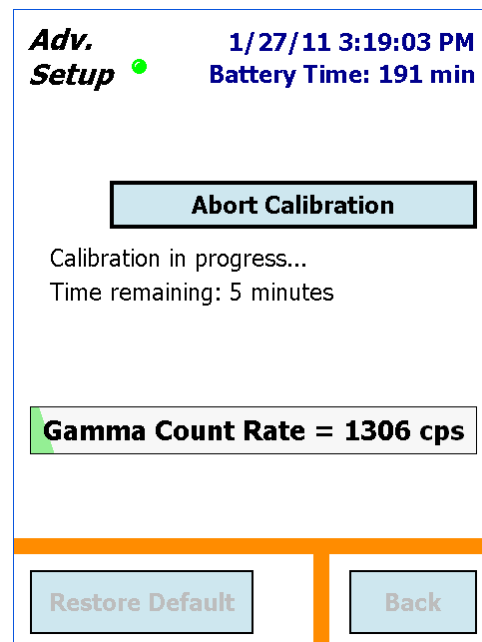 Adv.
Setup
1/27/11 3:19:03 PM
Battery Time: 191 min
Abort Calibration
Calibration in progress...
Time remaining: 5 minutes
Gamma Count Rate = 1306 cps
Restore Default
Back